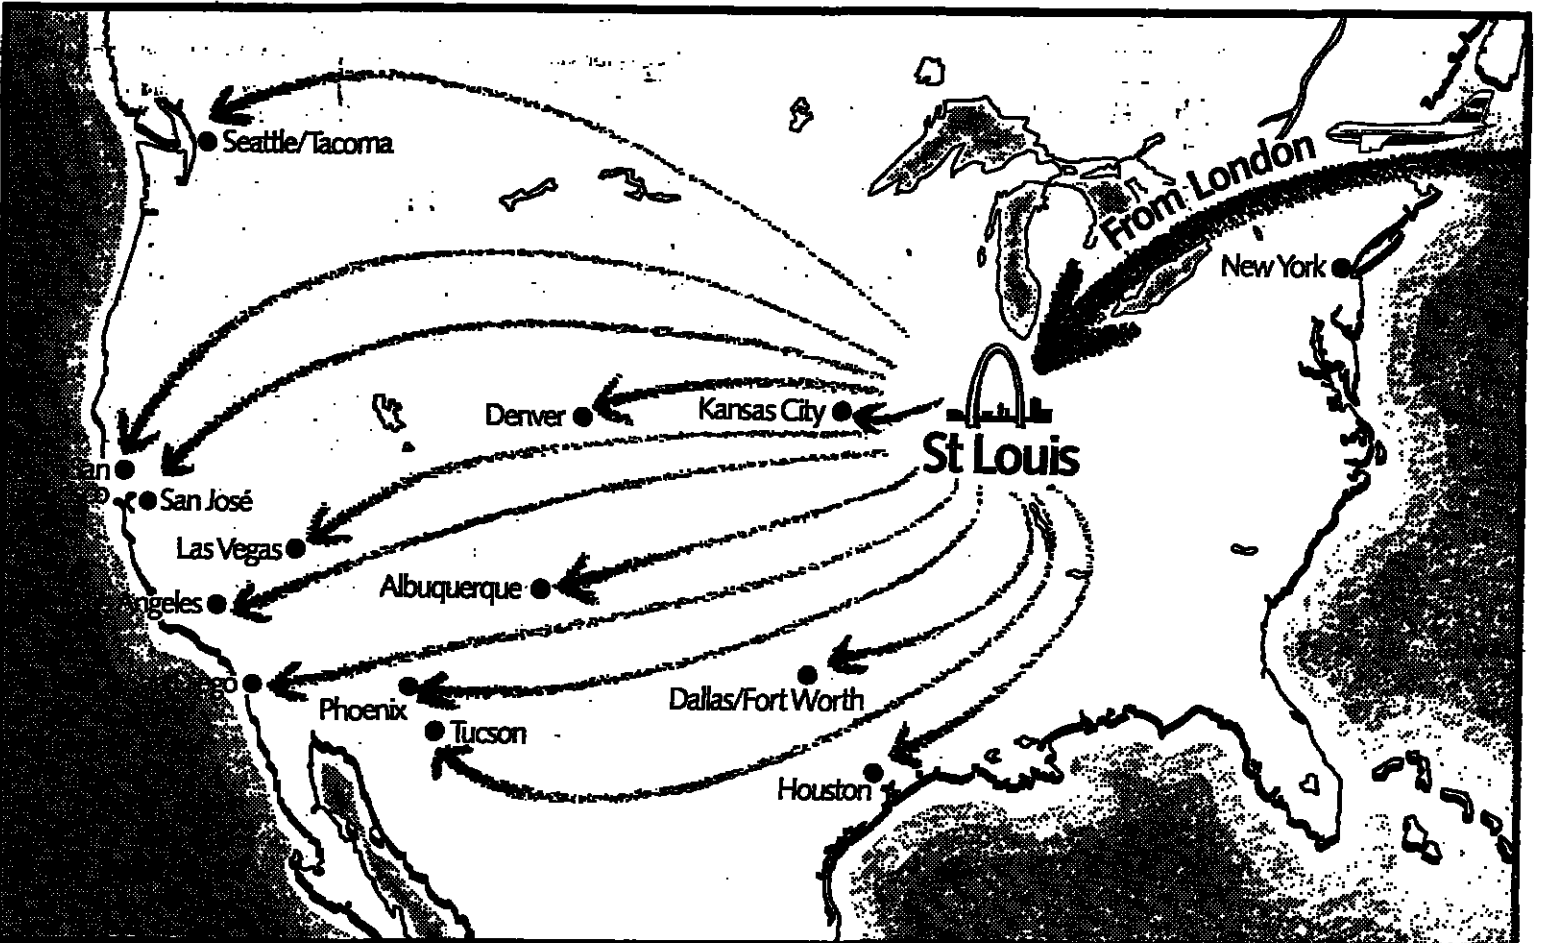 Seattle/Tacoma
From London
New York
Denver
Kansas City
St Louis
San José
Las Vegas
Albuquerque
Angeles
Phoenix
Dallas/Fort Worth
Tucson
Houston